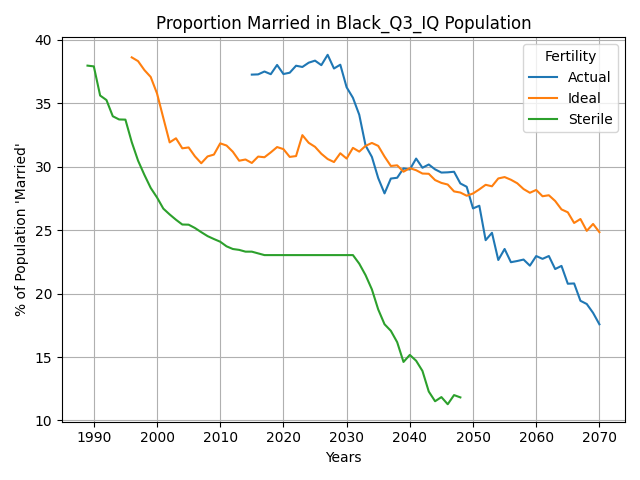 Proportion Married in Black_Q3_IQ Population
% of Population 'Married'
40
35
30
25
20
15
10
Fertility
Actual
Ideal
Sterile
1990 2000 2010 2020 2030 2040 2050 2060 2070
Years